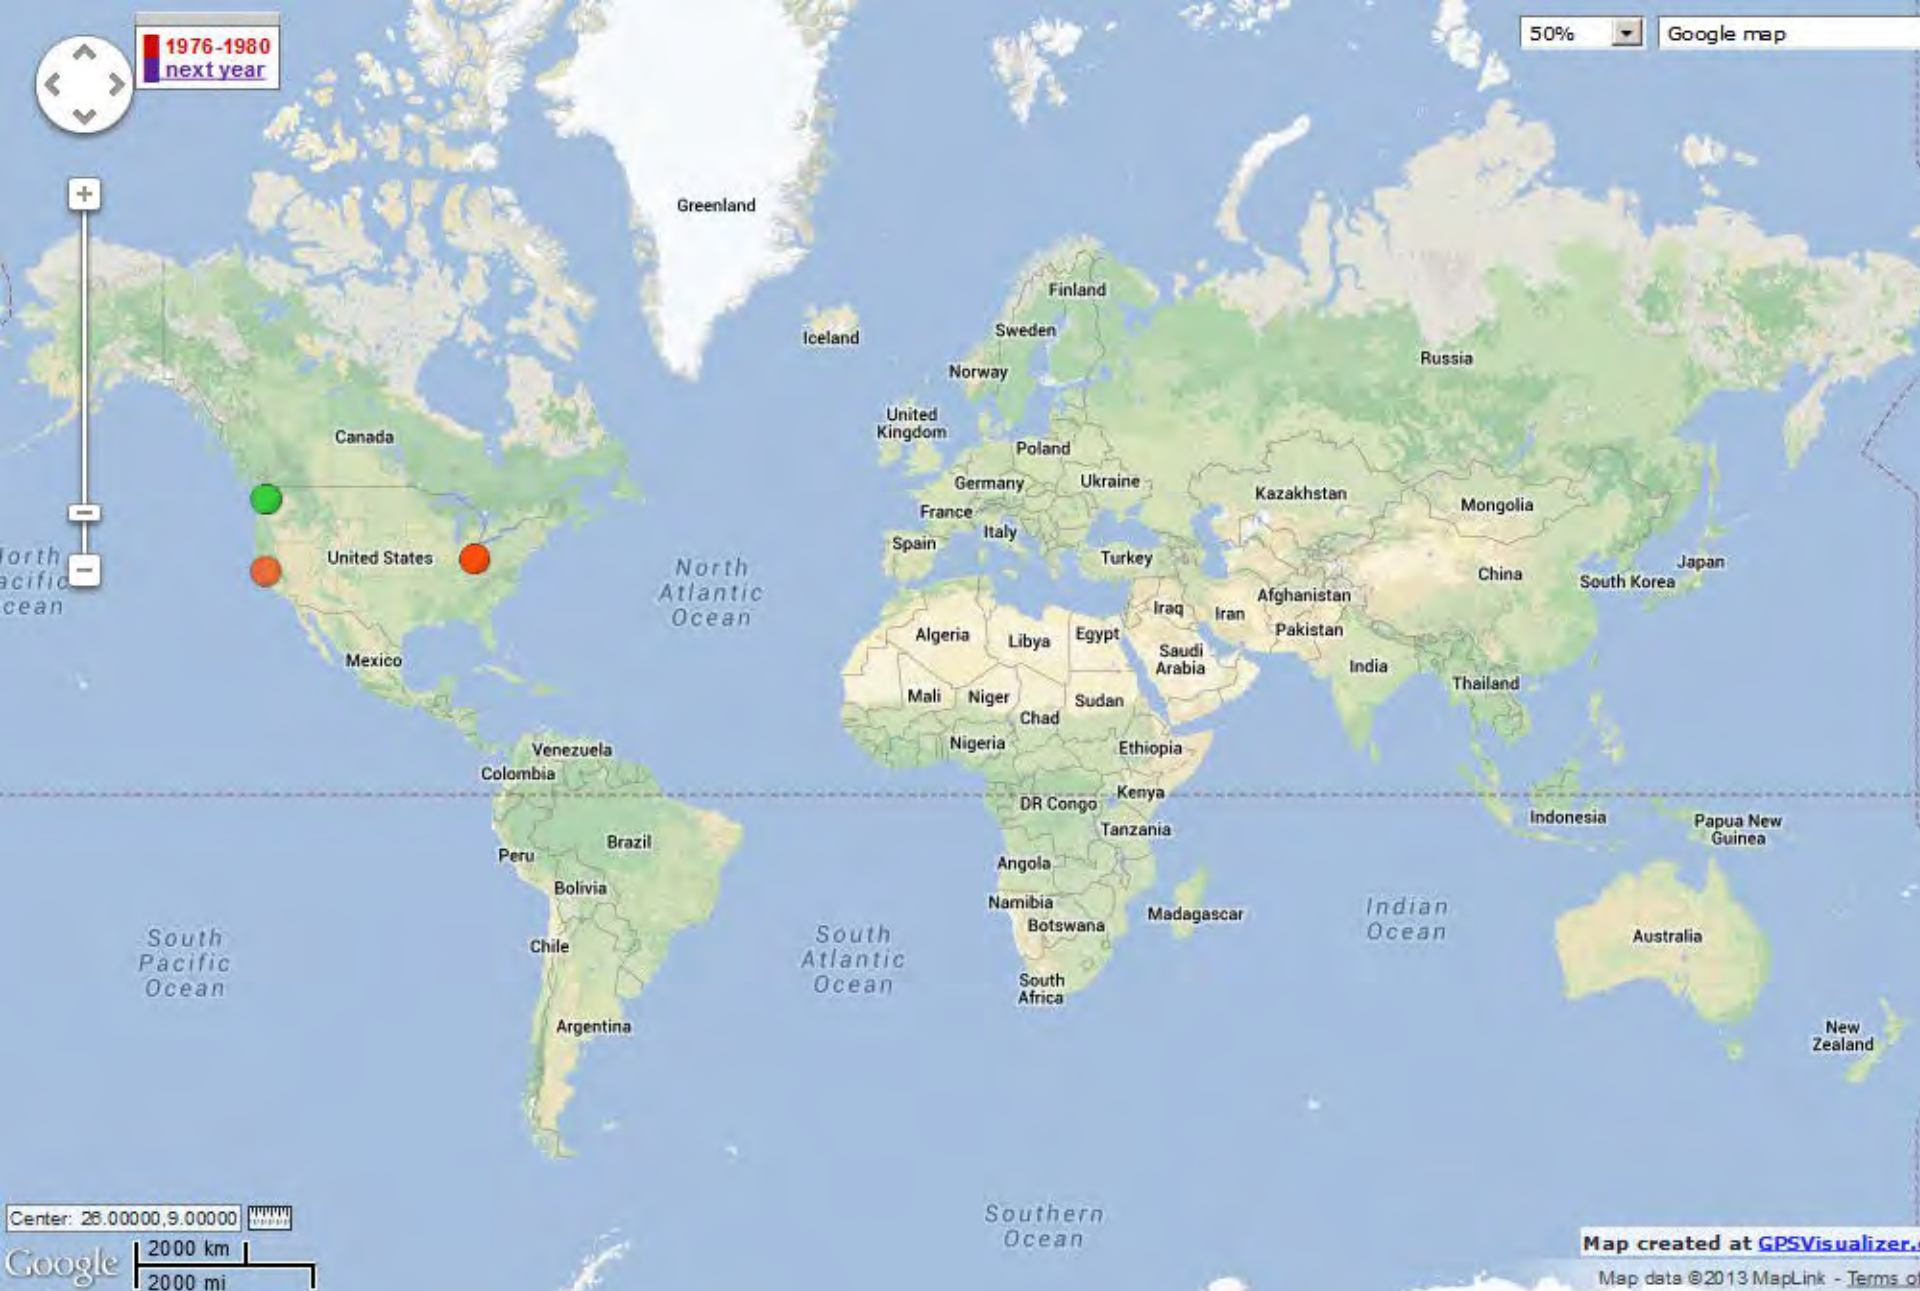 1976-1980
next year
50%
Google map
+
Greenland
Finland
Iceland
Sweden
Russia
Norway
United
Kingdom
Canada
Poland
Germany
Ukraine
Kazakhstan
Mongolia
France
Italy
Spain
United States
Turkey
North
Atlantic
Ocean
Japan
China
South Korea
Afghanistan
Iraq
Iran
Pakistan
Algeria
Libya
Egypt
Saudi
Arabia
Mexico
India
Thailand
Mali
Niger
Sudan
Chad
Nigeria
Ethiopia
Venezuela
Colombia
Kenya
DR Congo
Tanzania
Indonesia
Papua New
Guinea
Brazil
Peru
Angola
Bolivia
Namibia
Botswana
Madagascar
Indian
Ocean
Australia
South
Pacific
Ocean
Chile
South
Atlantic
Ocean
South
Africa
Argentina
New
Zealand
Southern
Ocean
Center: 26.00000,9.00000
Google
2000 km
2000 mi
Map created at GPSVisualizer.
Map data ©2013 MapLink - Terms of